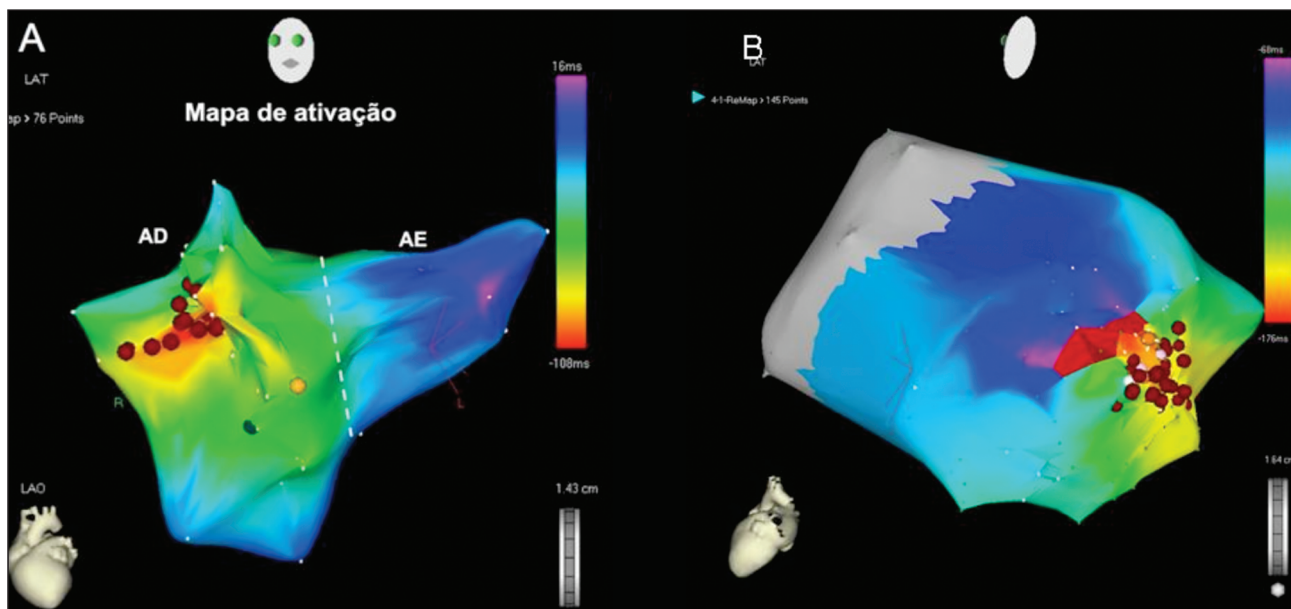 A
LAT
ap > 76 Points
Mapa de ativação
16ms
AD
AE
-108ms
R
L
LAO
1.43 cm
B
LAT
4-1-ReMap > 145 Points
-68ms
-176ms
1.64 cm